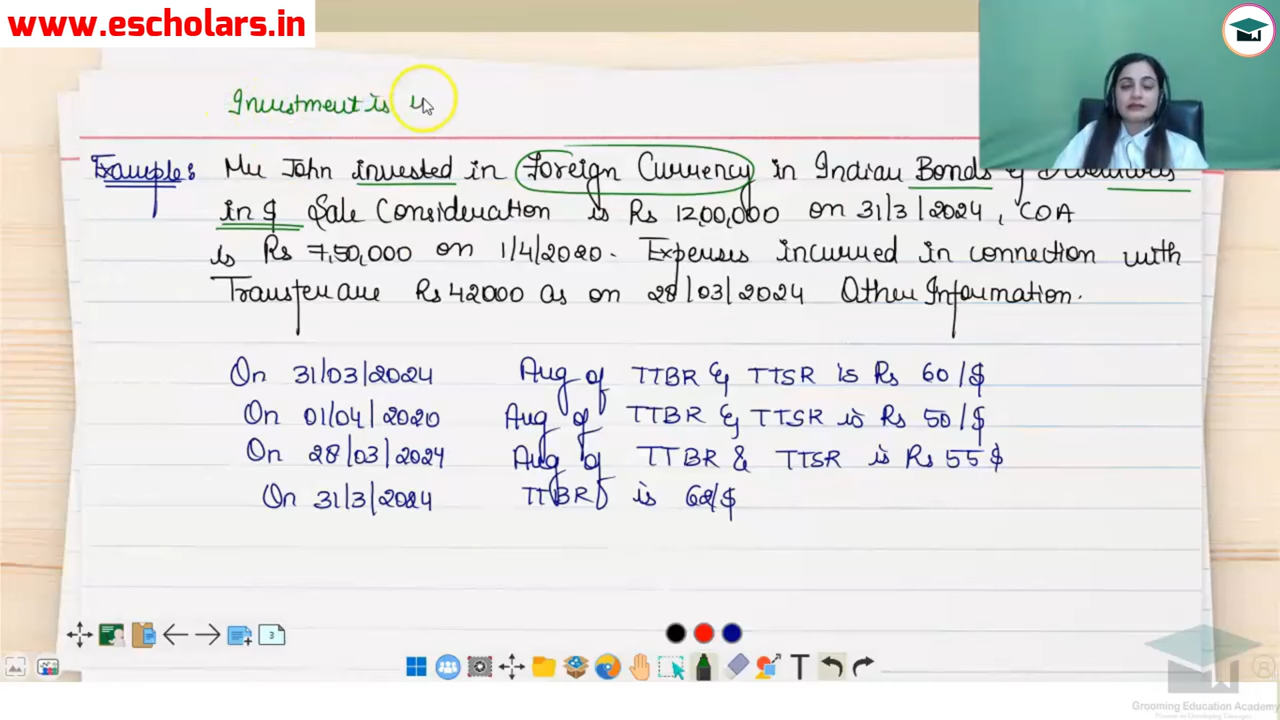 www.escholars.in
Investment is
Example: Mr John invested in Foreign Currency in Indian Bonds &
in $ Sale Consideration is Rs 1200,000 on 31/3/2024, COA
is Rs 7,50,000 on 1/4/2020. Expenses incurred in connection with
Transfer are Rs 42000 as on 28/03/2024 Other Information.
On 31/03/2024 Avg of TTBR & TTSR is Rs 60/$
On 01/04/2020 Avg of TTBR & TTSR is Rs 50/$
On 28/03/2024 Avg of TTBR & TTSR is Rs 55$
On 31/3/2024 TTBR is 62/$
3
T
Grooming Education Academy